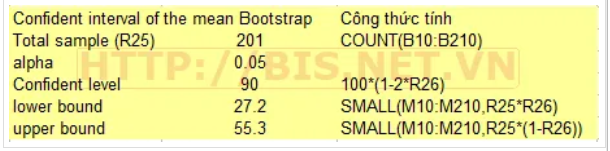 Confident interval of the mean Bootstrap Công thức tính
Total sample (R25) 201 COUNT(B10:B210)
HTTP://BIS.NET.VN
alpha 0.05
Confident level 90 100*(1-2*R26)
lower bound 27.2 SMALL(M10:M210,R25*R26)
upper bound 55.3 SMALL(M10:M210,R25*(1-R26))